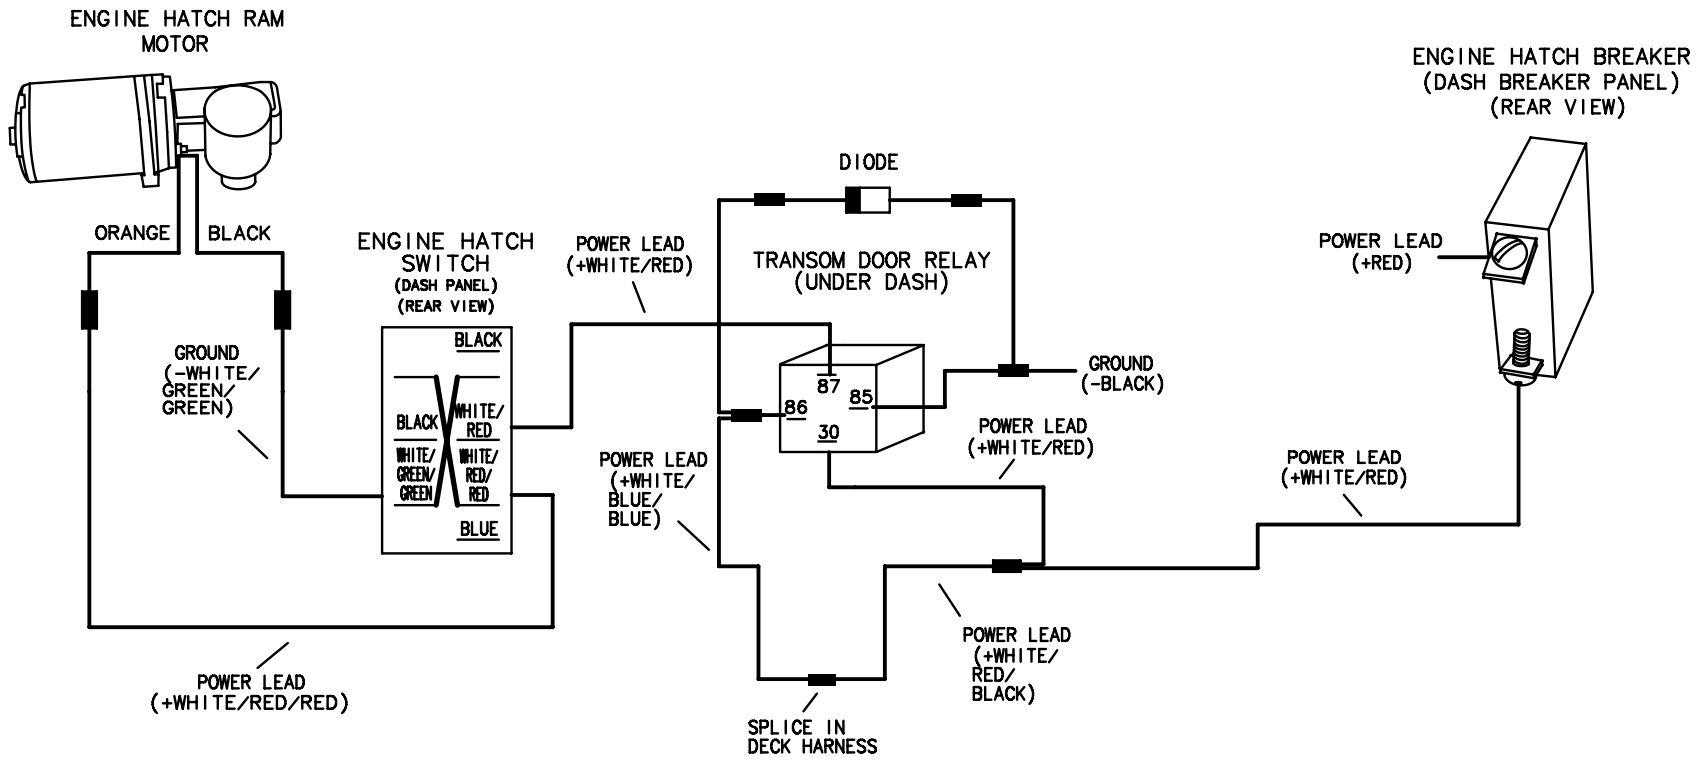 ENGINE HATCH RAM
MOTOR
ORANGE
BLACK
GROUND
(-WHITE/
GREEN/
GREEN)
ENGINE HATCH
SWITCH
(DASH PANEL)
(REAR VIEW)
BLACK
BLACK
WHITE/
RED
WHITE/
GREEN/
GREEN
WHITE/
RED/
RED
BLUE
POWER LEAD
(+WHITE/RED/RED)
POWER LEAD
(+WHITE/RED)
DIODE
TRANSOM DOOR RELAY
(UNDER DASH)
87
86
85
30
GROUND
(-BLACK)
POWER LEAD
(+WHITE/RED)
POWER LEAD
(+WHITE/
BLUE/
BLUE)
POWER LEAD
(+WHITE/
RED/
BLACK)
SPLICE IN
DECK HARNESS
POWER LEAD
(+WHITE/RED)
ENGINE HATCH BREAKER
(DASH BREAKER PANEL)
(REAR VIEW)
POWER LEAD
(+RED)